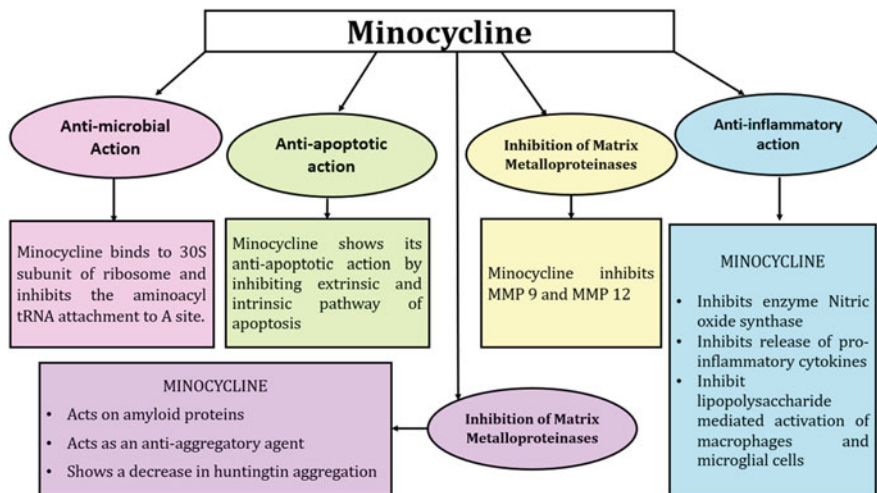 Minocycline
Anti-microbial
Action
Anti-apoptotic
action
Inhibition of Matrix
Metalloproteinases
Anti-inflammatory
action
Minocycline binds to 30S
subunit of ribosome and
inhibits the aminoacyl
tRNA attachment to A site.
Minocycline shows its
anti-apoptotic action by
inhibiting extrinsic and
intrinsic pathway of
apoptosis
Minocycline inhibits
MMP 9 and MMP 12
MINOCYCLINE
• Inhibits enzyme Nitric
oxide synthase
• Inhibits release of pro-
inflammatory cytokines
• Inhibit
lipopolysaccharide
mediated activation of
macrophages and
microglial cells
MINOCYCLINE
• Acts on amyloid proteins
• Acts as an anti-aggregatory agent
• Shows a decrease in huntingtin aggregation
Inhibition of Matrix
Metalloproteinases